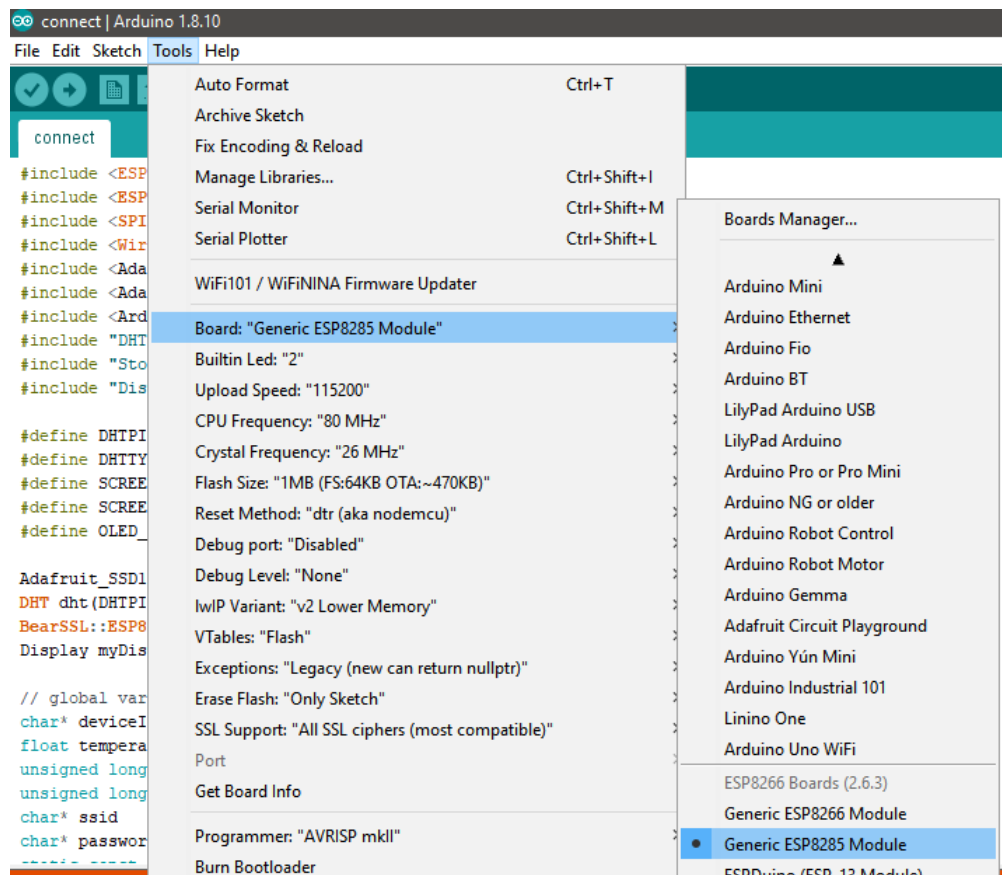 connect | Arduino 1.8.10
File Edit Sketch Tools Help
connect
#include <ESP
#include <ESP
#include <SPI
#include <Wir
#include <Ada
#include <Ada
#include <Ard
#include "DHT
#include "Sto
#include "Dis
#define DHTPI
#define DHTTY
#define SCREE
#define SCREE
#define OLED_
Adafruit_SSD1
DHT dht(DHTPI
BearSSL::ESP8
Display myDis
// global var
char* deviceI
float tempera
unsigned long
unsigned long
char* ssid
char* passwor
Auto Format Ctrl+T
Archive Sketch
Fix Encoding & Reload
Manage Libraries... Ctrl+Shift+I
Serial Monitor Ctrl+Shift+M
Serial Plotter Ctrl+Shift+L
WiFi101 / WiFiNINA Firmware Updater
Board: "Generic ESP8285 Module"
Builtin Led: "2"
Upload Speed: "115200"
CPU Frequency: "80 MHz"
Crystal Frequency: "26 MHz"
Flash Size: "1MB (FS:64KB OTA:~470KB)"
Reset Method: "dtr (aka nodemcu)"
Debug port: "Disabled"
Debug Level: "None"
lwIP Variant: "v2 Lower Memory"
VTables: "Flash"
Exceptions: "Legacy (new can return nullptr)"
Erase Flash: "Only Sketch"
SSL Support: "All SSL ciphers (most compatible)"
Port
Get Board Info
Programmer: "AVRISP mkII"
Burn Bootloader
Boards Manager...
Arduino Mini
Arduino Ethernet
Arduino Fio
Arduino BT
LilyPad Arduino USB
LilyPad Arduino
Arduino Pro or Pro Mini
Arduino NG or older
Arduino Robot Control
Arduino Robot Motor
Arduino Gemma
Adafruit Circuit Playground
Arduino Yún Mini
Arduino Industrial 101
Linino One
Arduino Uno WiFi
ESP8266 Boards (2.6.3)
Generic ESP8266 Module
Generic ESP8285 Module
ESPDuino (ESP-13 Module)